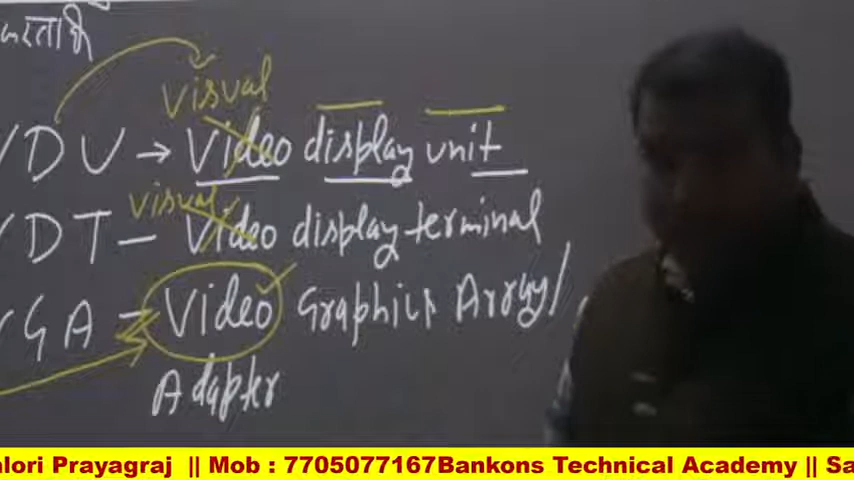 करता है
visual
VDU → Video display unit
visual
VDT – Video display terminal
VGA – Video Graphics Array/
Adapter
alori Prayagraj || Mob : 7705077167Bankons Technical Academy || Sa